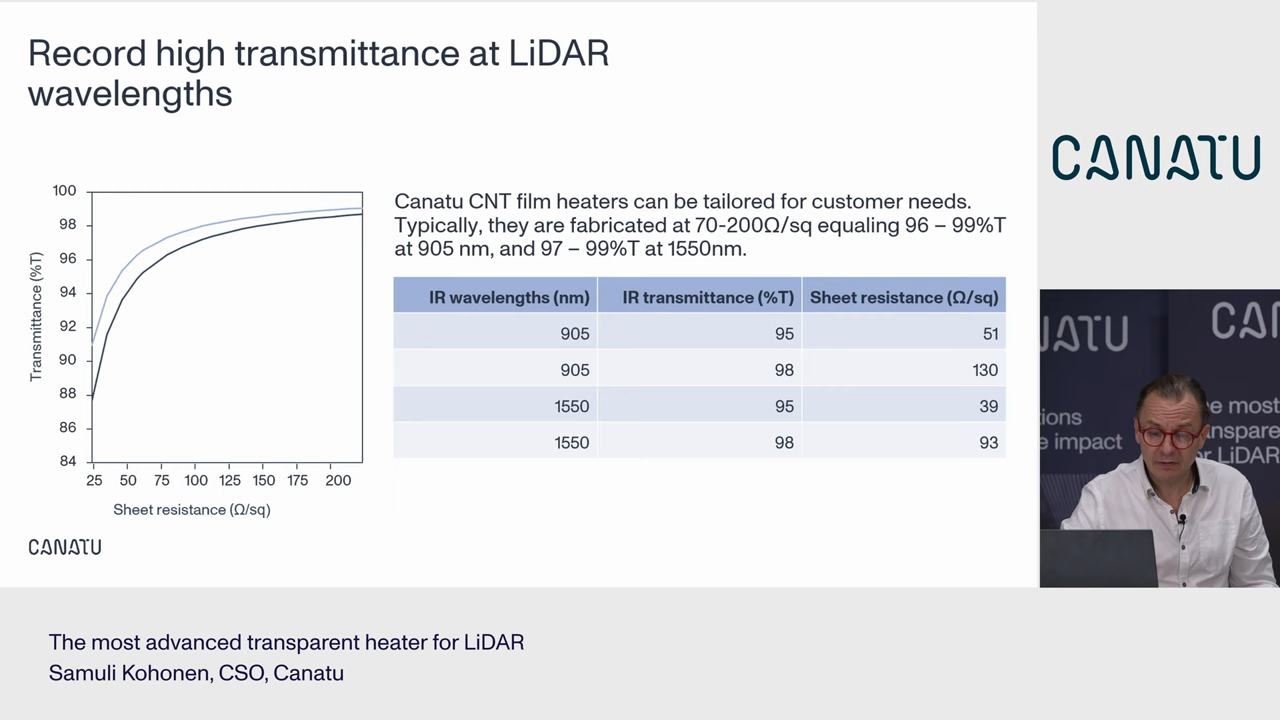 Record high transmittance at LiDAR
wavelengths
CANATU
100
98
96
94
92
90
88
86
84
Transmittance (%T)
25 50 75 100 125 150 175 200
Sheet resistance (Ω/sq)
Canatu CNT film heaters can be tailored for customer needs.
Typically, they are fabricated at 70-200Ω/sq equaling 96 – 99%T
at 905 nm, and 97 – 99%T at 1550nm.
IR wavelengths (nm) IR transmittance (%T) Sheet resistance (Ω/sq)
905 95 51
905 98 130
1550 95 39
1550 98 93
CANATU
The most advanced transparent heater for LiDAR
Samuli Kohonen, CSO, Canatu